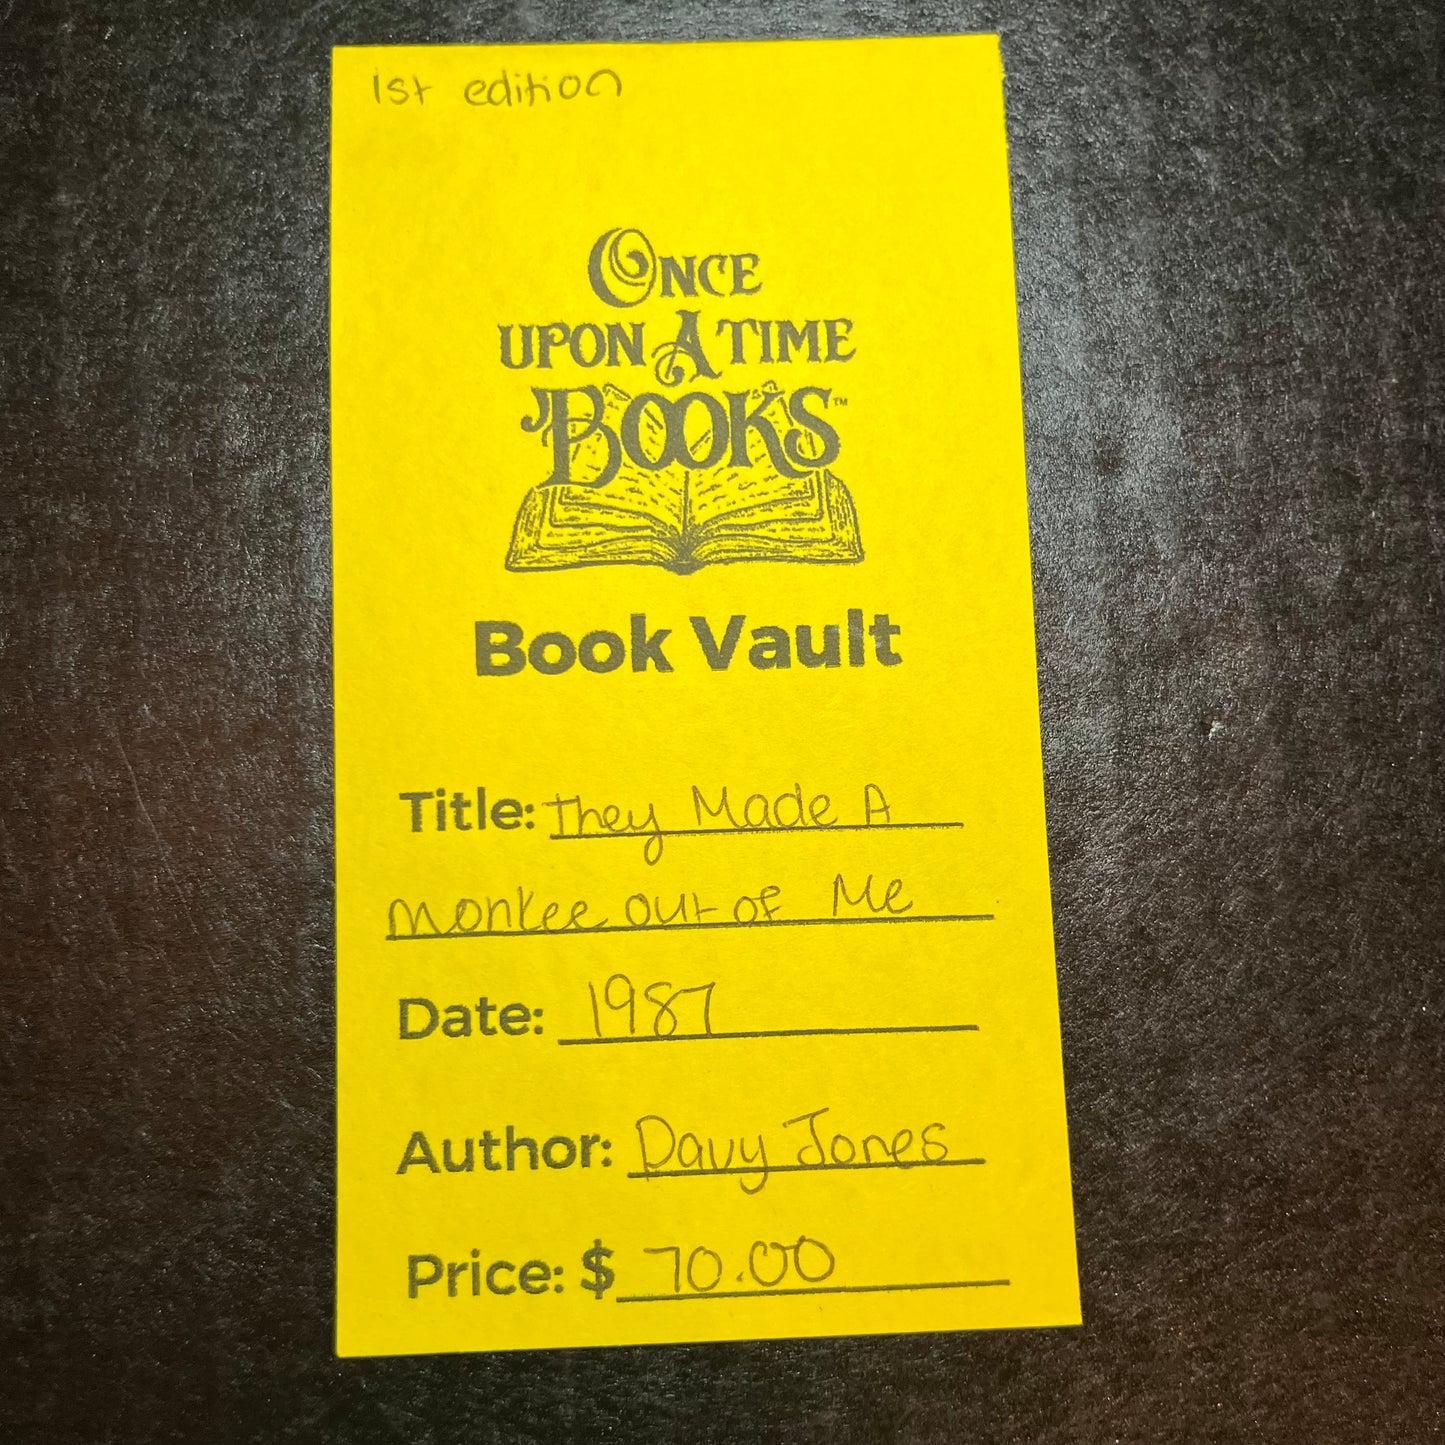 1st edition
ONCE
UPON A TIME
BOOKS™
Book Vault
Title: They Made A
Monkee Out of Me
Date: 1987
Author: Davy Jones
Price: $ 70.00